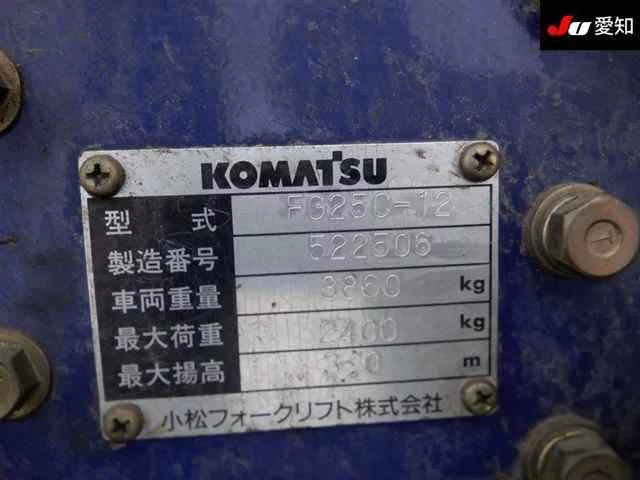 JU 愛知
KOMATSU
型式 FG25C-12
製造番号 522506
車両重量 3860 kg
最大荷重 2400 kg
最大揚高 m
小松フォークリフト株式会社